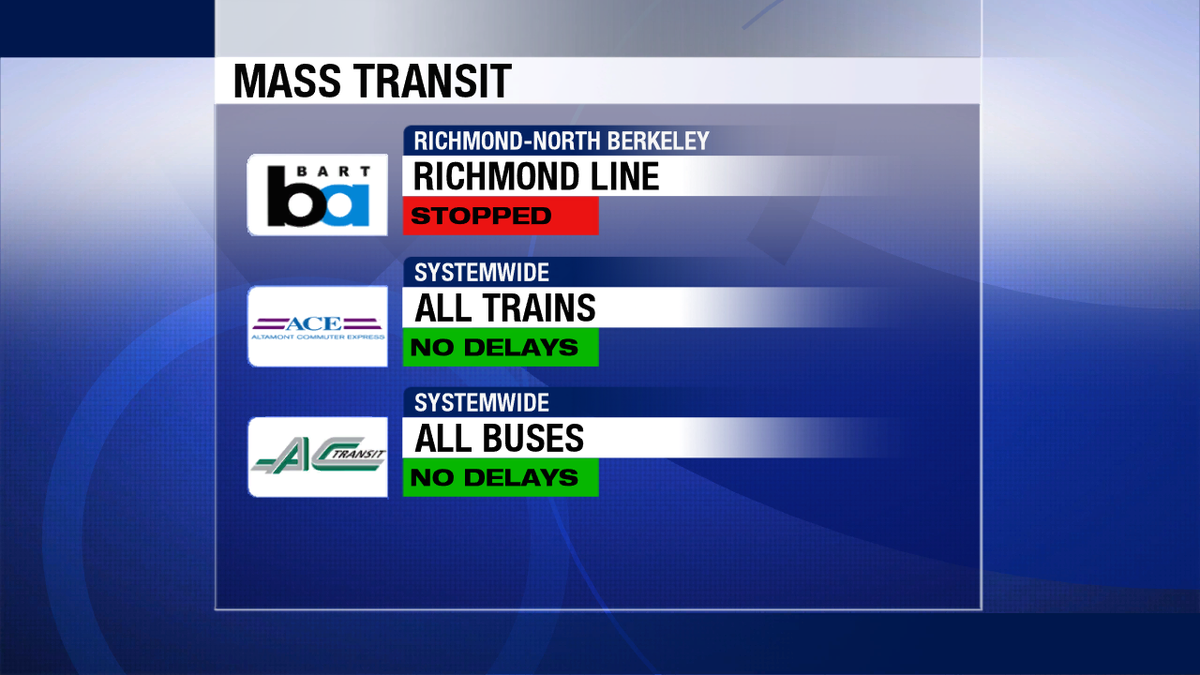 MASS TRANSIT
RICHMOND-NORTH BERKELEY
BART
ba
RICHMOND LINE
STOPPED
SYSTEMWIDE
ACE
ALTAMONT COMMUTER EXPRESS
ALL TRAINS
NO DELAYS
SYSTEMWIDE
AC TRANSIT
ALL BUSES
NO DELAYS